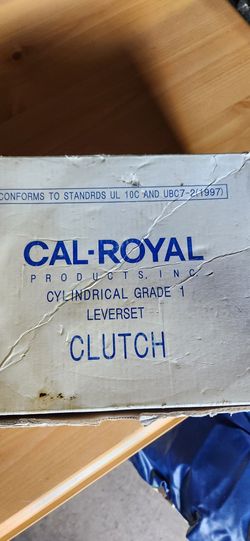 CONFORMS TO STANDRDS UL 10C AND UBC7-2(1997)
CAL-ROYAL
PRODUCTS, INC.
CYLINDRICAL GRADE 1
LEVERSET
CLUTCH